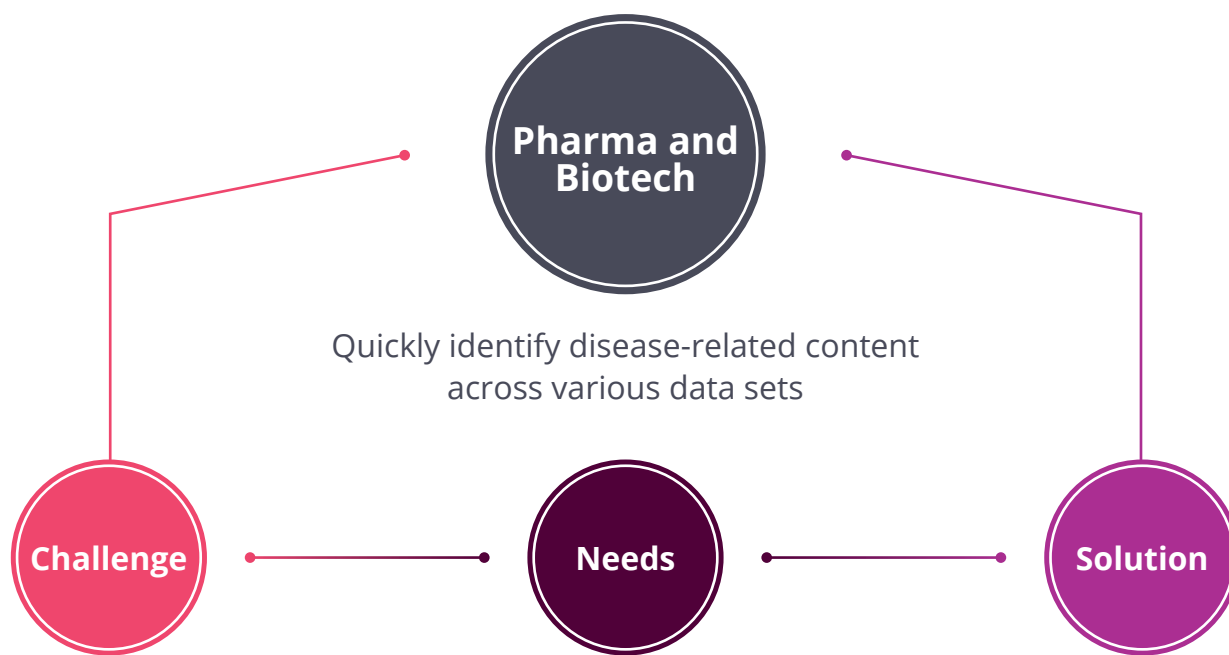 Pharma and
Biotech
Quickly identify disease-related content
across various data sets
Challenge
Needs
Solution